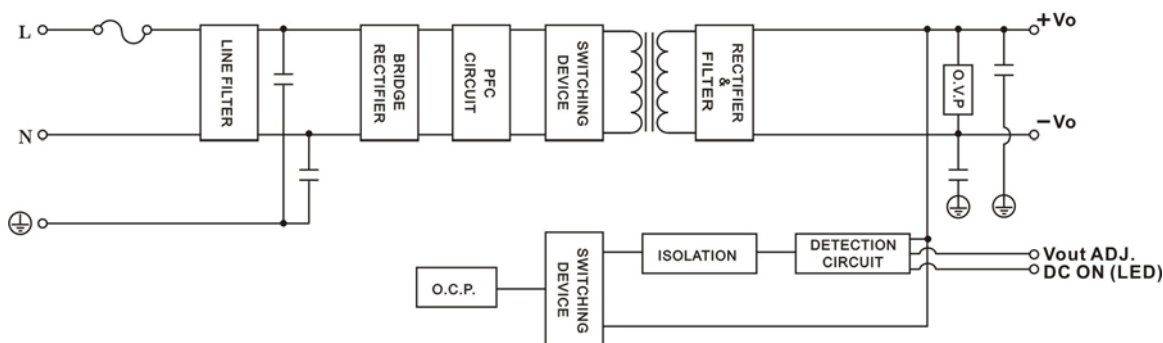 L
N
LINE FILTER
BRIDGE
RECTIFIER
PFC
CIRCUIT
SWITCHING
DEVICE
RECTIFIER
&
FILTER
O.V.P
+Vo
−Vo
O.C.P.
SWITCHING
DEVICE
ISOLATION
DETECTION
CIRCUIT
Vout ADJ.
DC ON (LED)